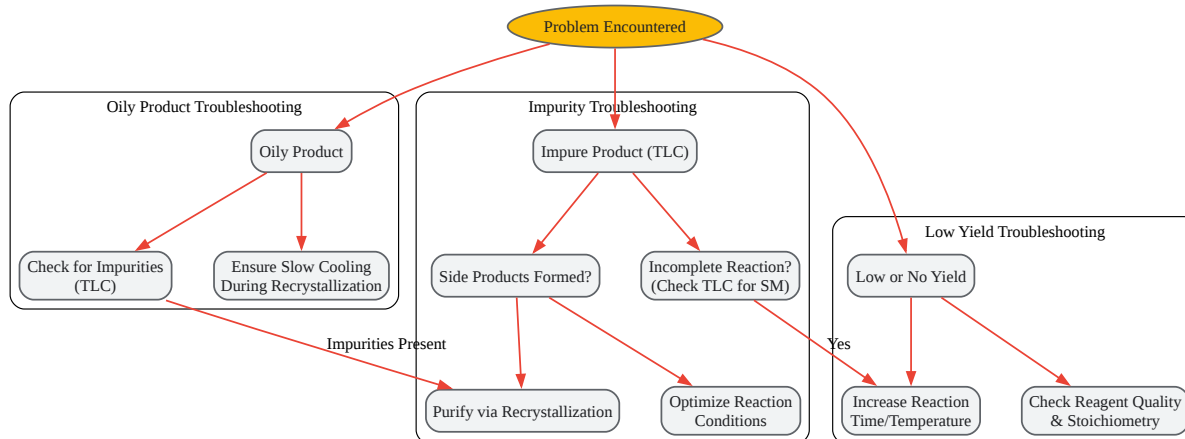 Problem Encountered
Oily Product Troubleshooting
Impurity Troubleshooting
Oily Product
Impure Product (TLC)
Low Yield Troubleshooting
Check for Impurities
(TLC)
Ensure Slow Cooling
During Recrystallization
Side Products Formed?
Incomplete Reaction?
(Check TLC for SM)
Low or No Yield
Impurities Present
Yes
Purify via Recrystallization
Optimize Reaction
Conditions
Increase Reaction
Time/Temperature
Check Reagent Quality
& Stoichiometry